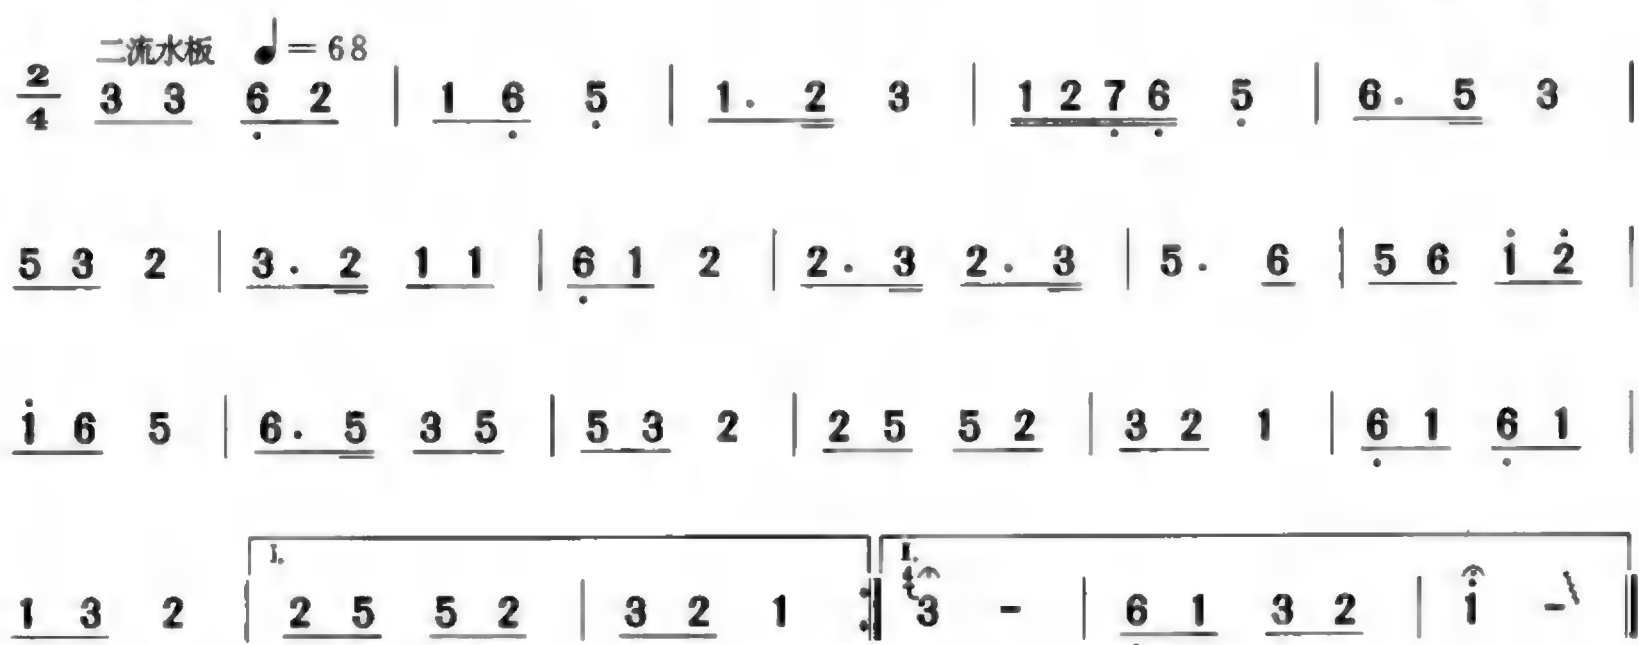 二流水板 ♩=68
2/4 3 3 6̣ 2 | 1 6̣ 5̣ | 1. 2 3 | 1 2 7̣ 6̣ 5̣ | 6. 5 3 |
5 3 2 | 3. 2 1 1 | 6̣ 1 2 | 2. 3 2. 3 | 5. 6 | 5 6 1̇ 2̇ |
1̇ 6 5 | 6. 5 3 5 | 5 3 2 | 2 5 5 2 | 3 2 1 | 6̣ 1 6̣ 1 |
I. I.
1 3 2 | 2 5 5 2 | 3 2 1 :| 3 - | 6̣ 1 3 2 | 1̇ - ||